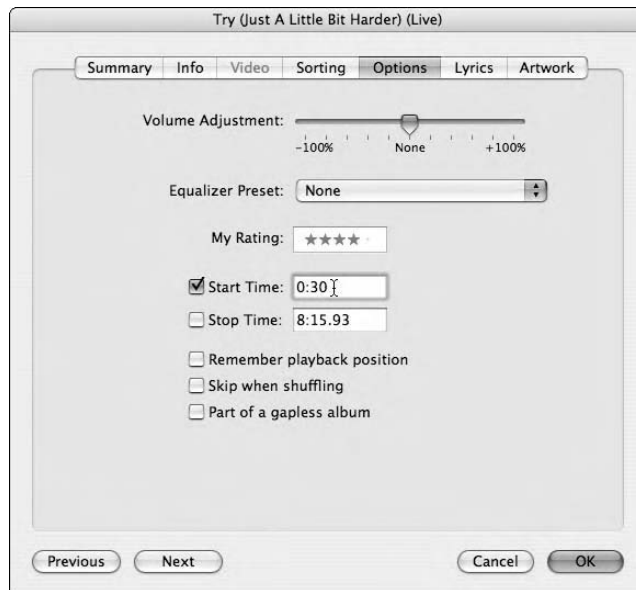 Try (Just A Little Bit Harder) (Live)
Summary Info Video Sorting Options Lyrics Artwork
Volume Adjustment:
-100% None +100%
Equalizer Preset: None
My Rating: ★★★★ ·
Start Time: 0:30
Stop Time: 8:15.93
Remember playback position
Skip when shuffling
Part of a gapless album
Previous Next Cancel OK